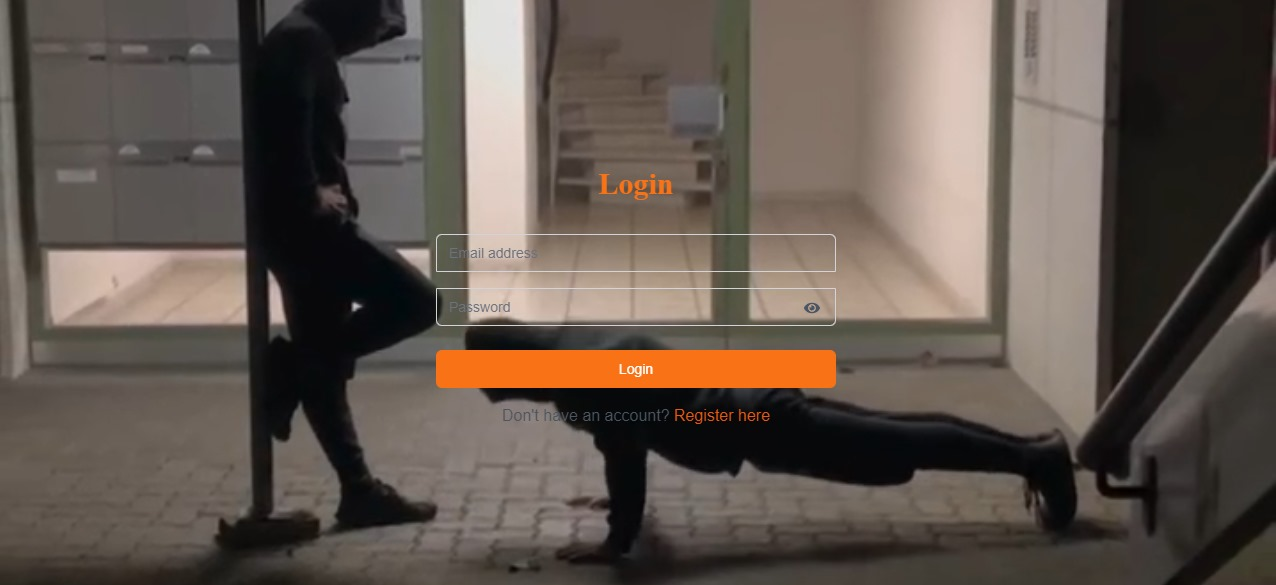 Login
Email address
Password
Login
Don't have an account? Register here